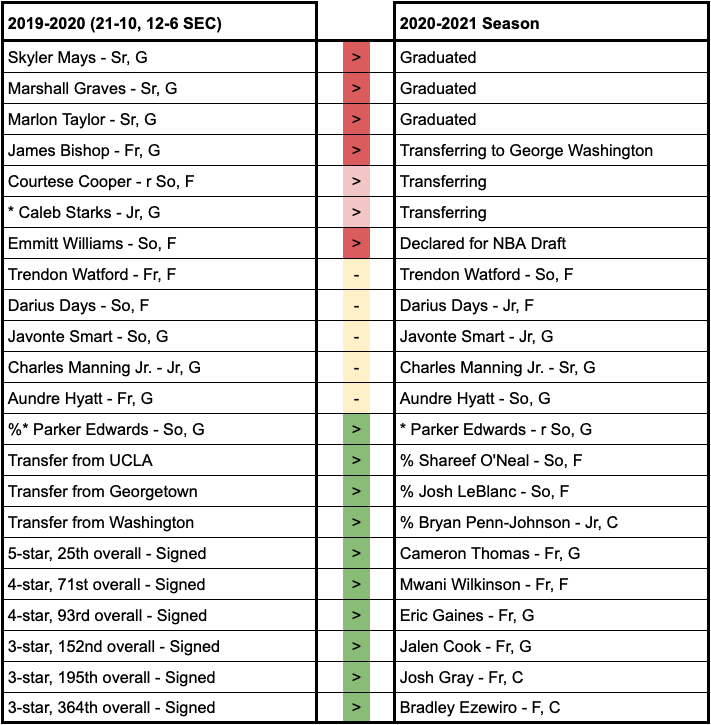 2019-2020 (21-10, 12-6 SEC) 2020-2021 Season
Skyler Mays - Sr, G > Graduated
Marshall Graves - Sr, G > Graduated
Marlon Taylor - Sr, G > Graduated
James Bishop - Fr, G > Transferring to George Washington
Courtese Cooper - r So, F > Transferring
* Caleb Starks - Jr, G > Transferring
Emmitt Williams - So, F > Declared for NBA Draft
Trendon Watford - Fr, F - Trendon Watford - So, F
Darius Days - So, F - Darius Days - Jr, F
Javonte Smart - So, G - Javonte Smart - Jr, G
Charles Manning Jr. - Jr, G - Charles Manning Jr. - Sr, G
Aundre Hyatt - Fr, G - Aundre Hyatt - So, G
%* Parker Edwards - So, G > * Parker Edwards - r So, G
Transfer from UCLA > % Shareef O'Neal - So, F
Transfer from Georgetown > % Josh LeBlanc - So, F
Transfer from Washington > % Bryan Penn-Johnson - Jr, C
5-star, 25th overall - Signed > Cameron Thomas - Fr, G
4-star, 71st overall - Signed > Mwani Wilkinson - Fr, F
4-star, 93rd overall - Signed > Eric Gaines - Fr, G
3-star, 152nd overall - Signed > Jalen Cook - Fr, G
3-star, 195th overall - Signed > Josh Gray - Fr, C
3-star, 364th overall - Signed > Bradley Ezewiro - F, C